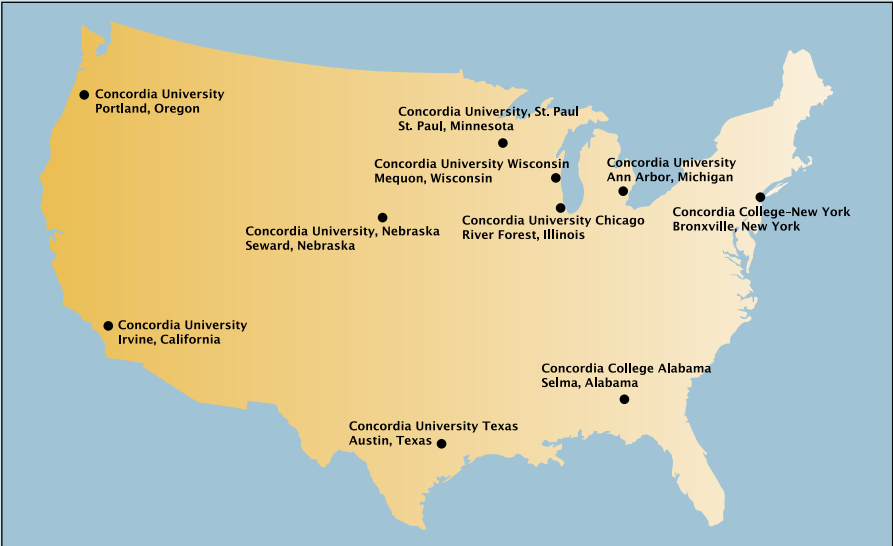 Concordia University
Portland, Oregon
Concordia University, St. Paul
St. Paul, Minnesota
Concordia University Wisconsin
Mequon, Wisconsin
Concordia University
Ann Arbor, Michigan
Concordia University, Nebraska
Seward, Nebraska
Concordia University Chicago
River Forest, Illinois
Concordia College-New York
Bronxville, New York
Concordia University
Irvine, California
Concordia College Alabama
Selma, Alabama
Concordia University Texas
Austin, Texas